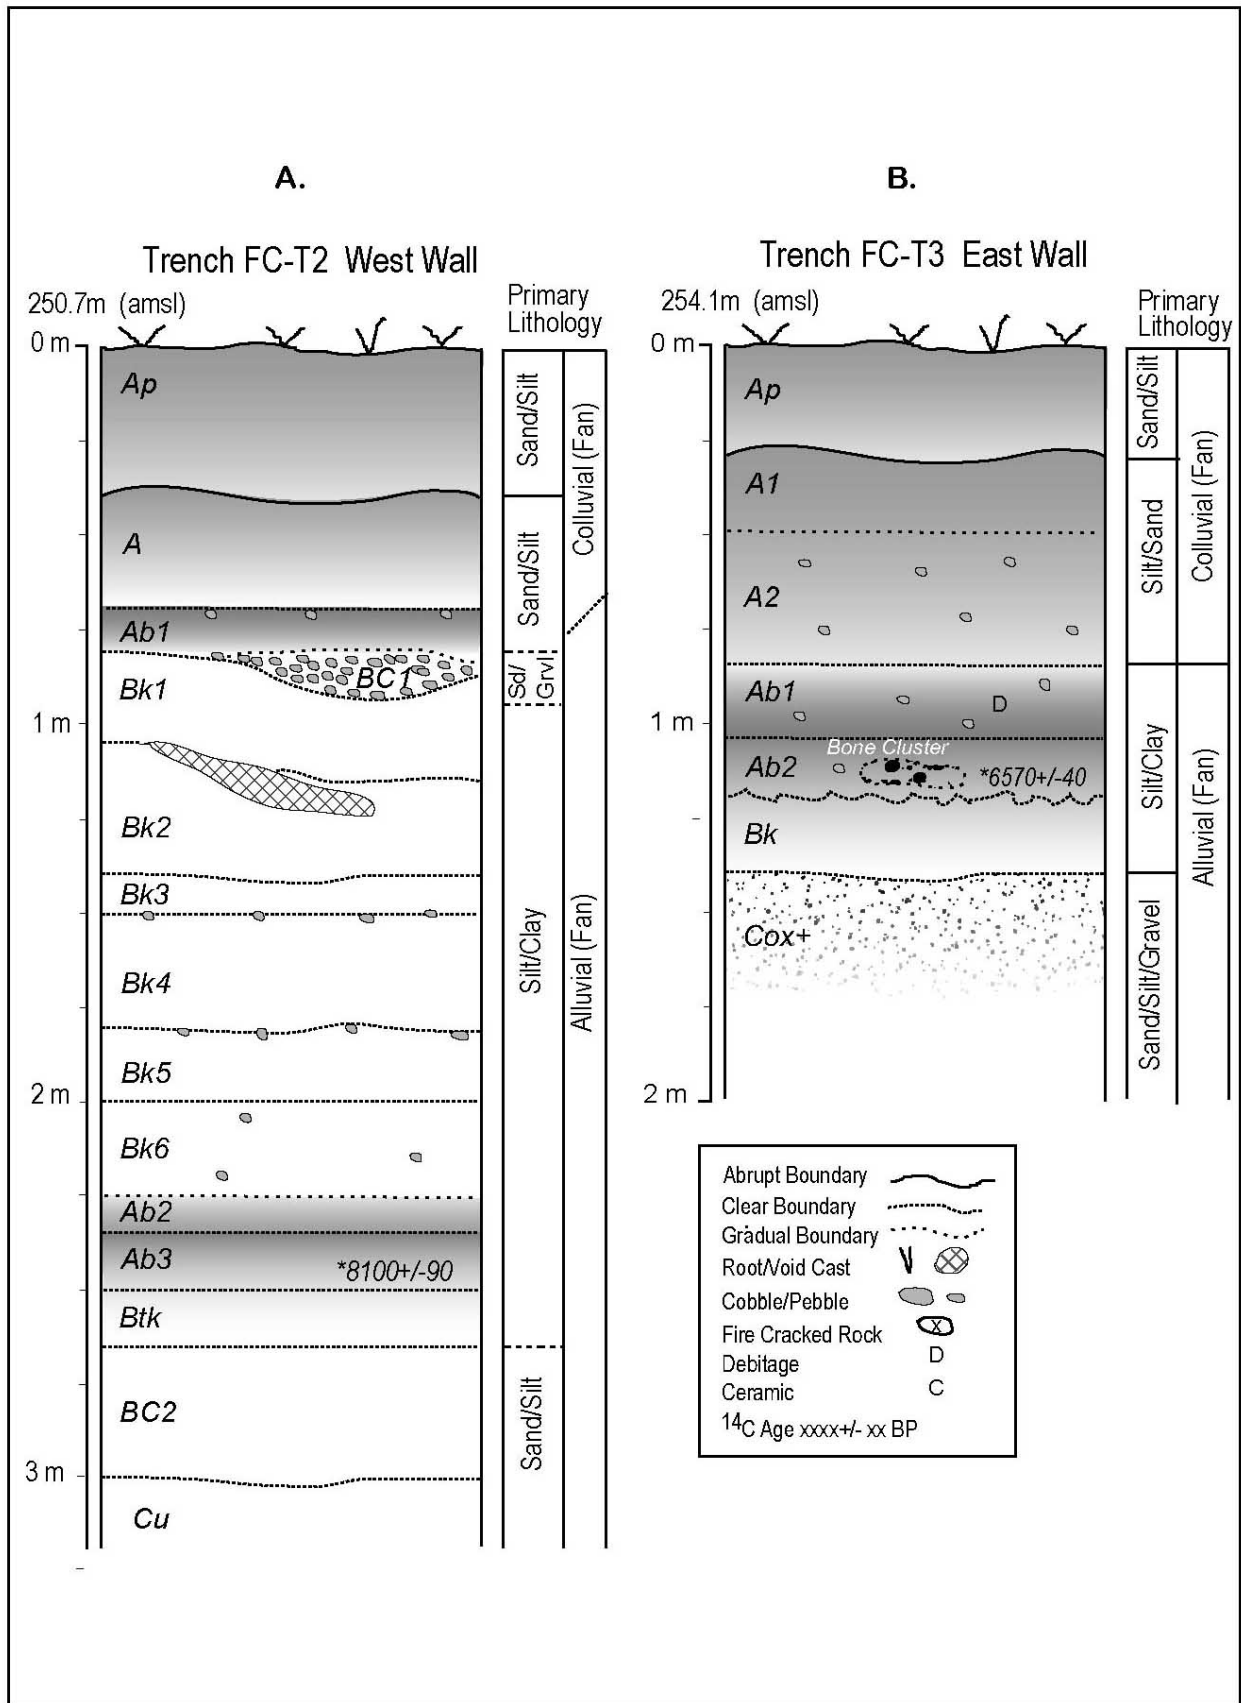 A.
Trench FC-T2 West Wall
250.7m (amsl)
Primary
Lithology
0 m
Ap
A
Ab1
BC1
Bk1
1 m
Bk2
Bk3
Bk4
Bk5
2 m
Bk6
Ab2
Ab3
*8100+/-90
Btk
BC2
3 m
Cu
Sand/Silt
Sand/Silt
Sd/
Grvl
Silt/Clay
Sand/Silt
Colluvial (Fan)
Alluvial (Fan)
B.
Trench FC-T3 East Wall
254.1m (amsl)
Primary
Lithology
0 m
Ap
A1
A2
Ab1
D
1 m
Bone Cluster
Ab2
*6570+/-40
Bk
Cox+
2 m
Sand/Silt
Silt/Sand
Silt/Clay
Sand/Silt/Gravel
Colluvial (Fan)
Alluvial (Fan)
Abrupt Boundary
Clear Boundary
Gradual Boundary
Root/Void Cast
Cobble/Pebble
Fire Cracked Rock X
Debitage D
Ceramic C
14C Age xxxx+/- xx BP